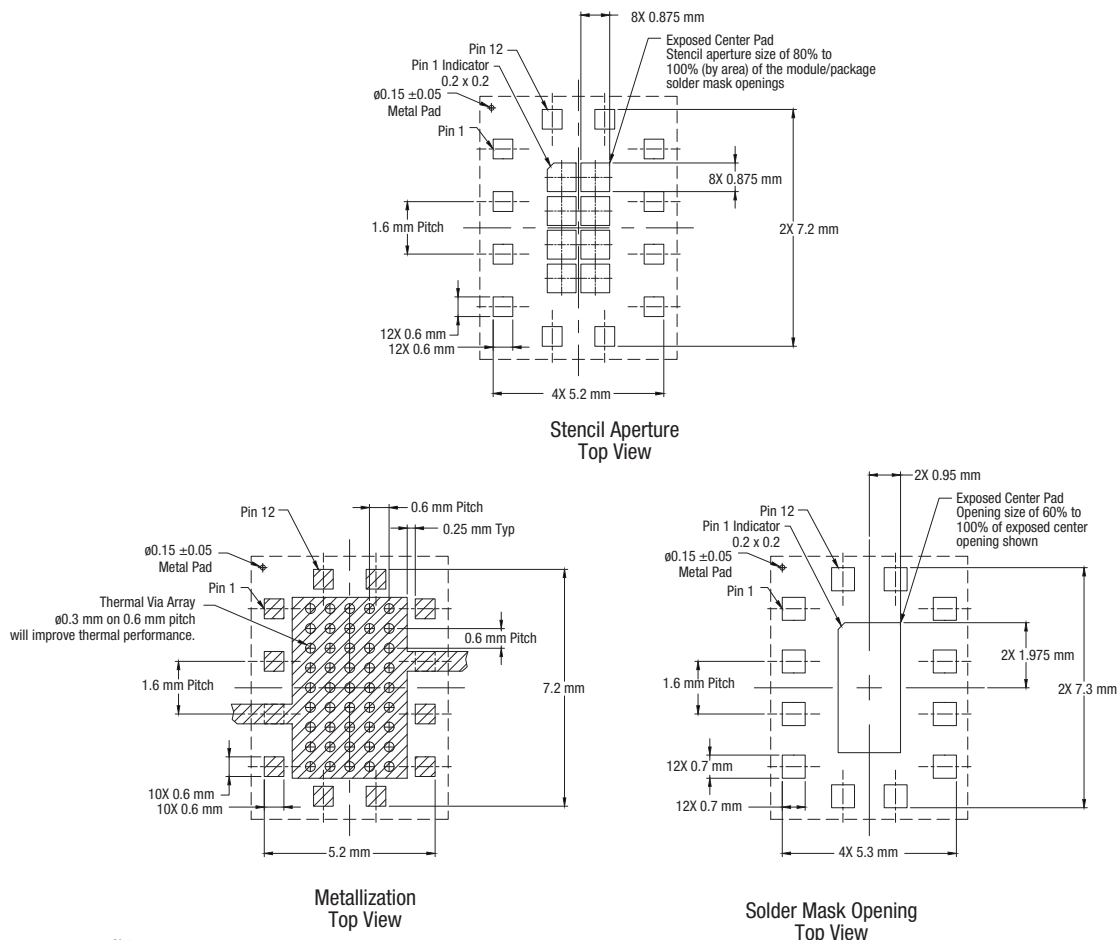 8X 0.875 mm
Exposed Center Pad
Stencil aperture size of 80% to
100% (by area) of the module/package
solder mask openings
Pin 12
Pin 1 Indicator
0.2 x 0.2
ø0.15 ±0.05
Metal Pad
Pin 1
8X 0.875 mm
2X 7.2 mm
1.6 mm Pitch
12X 0.6 mm
12X 0.6 mm
4X 5.2 mm
Stencil Aperture
Top View
0.6 mm Pitch
Pin 12
0.25 mm Typ
ø0.15 ±0.05
Metal Pad
Pin 1
Thermal Via Array
ø0.3 mm on 0.6 mm pitch
will improve thermal performance.
0.6 mm Pitch
1.6 mm Pitch
7.2 mm
10X 0.6 mm
10X 0.6 mm
5.2 mm
Metallization
Top View
2X 0.95 mm
Exposed Center Pad
Opening size of 60% to
100% of exposed center
opening shown
Pin 12
Pin 1 Indicator
0.2 x 0.2
ø0.15 ±0.05
Metal Pad
Pin 1
2X 1.975 mm
1.6 mm Pitch
2X 7.3 mm
12X 0.7 mm
12X 0.7 mm
4X 5.3 mm
Solder Mask Opening
Top View